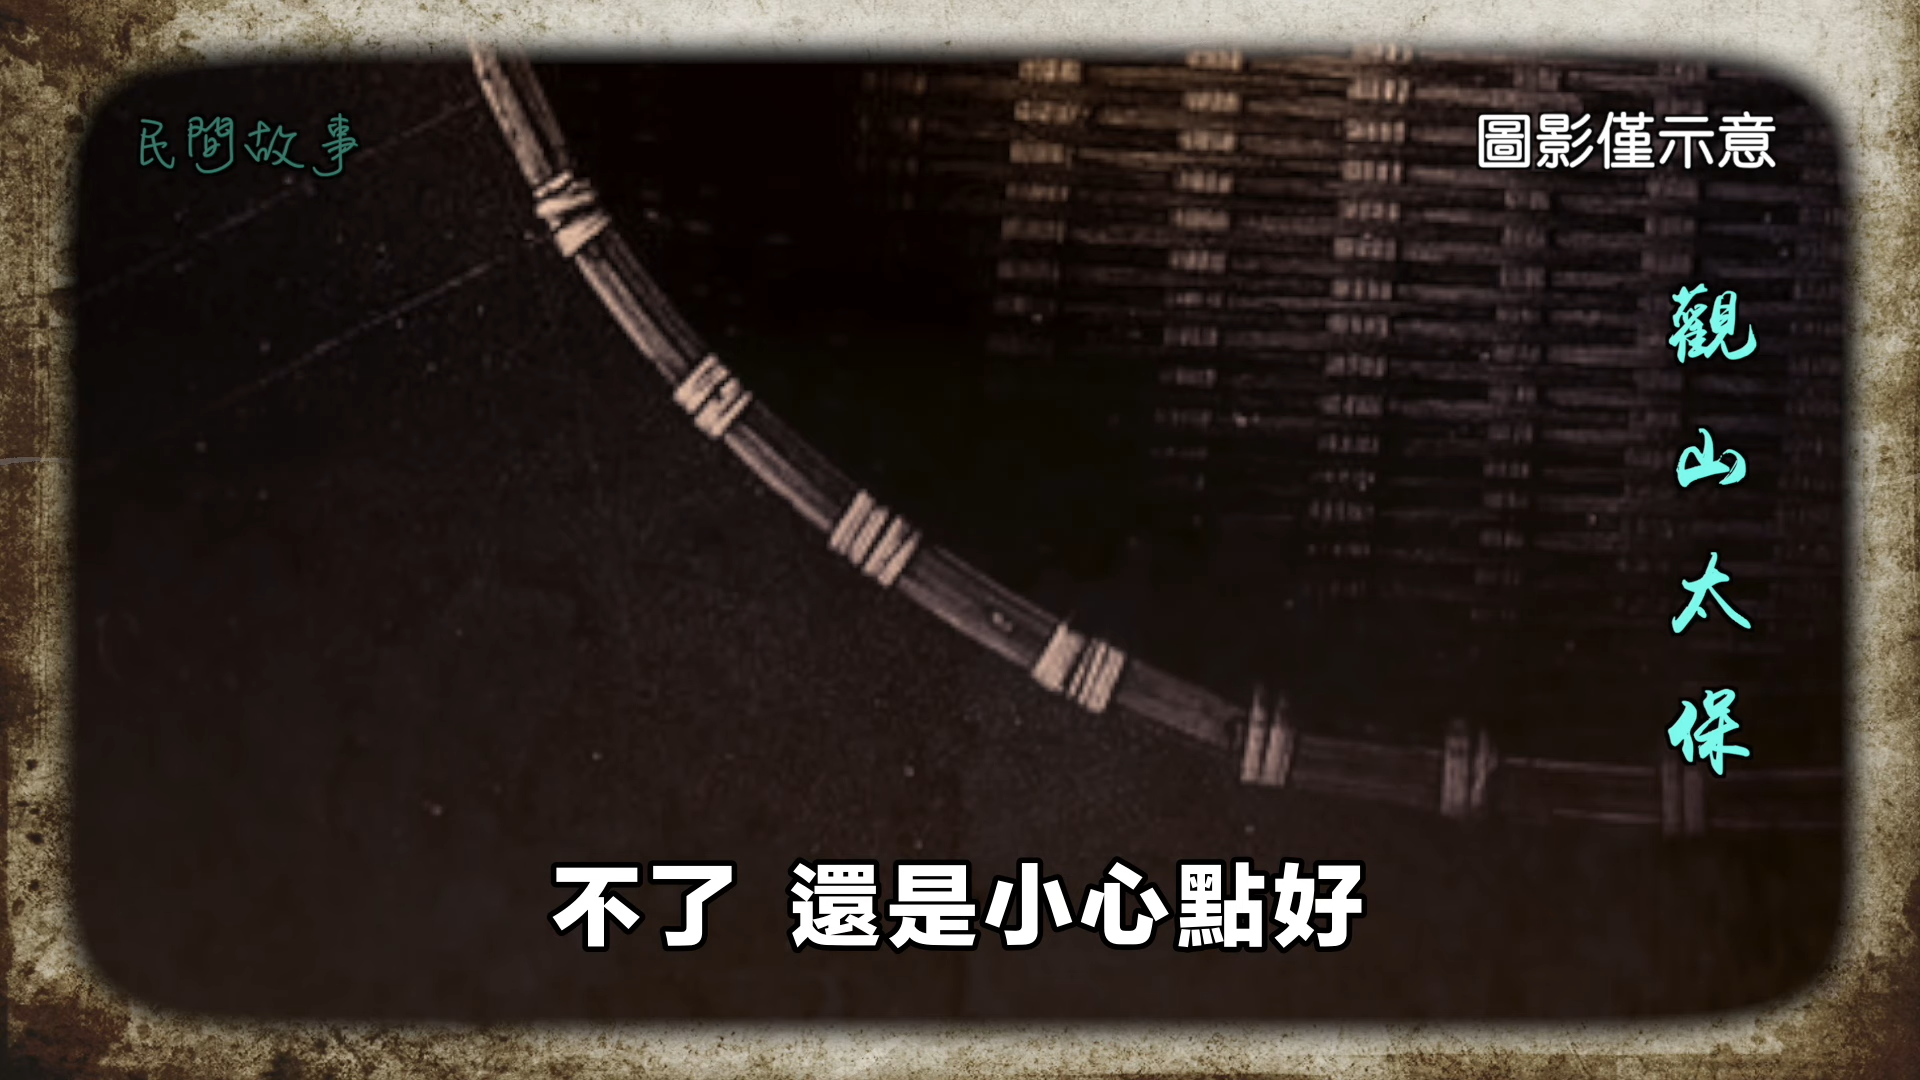 民間故事
圖影僅示意
觀山太保
不了 還是小心點好